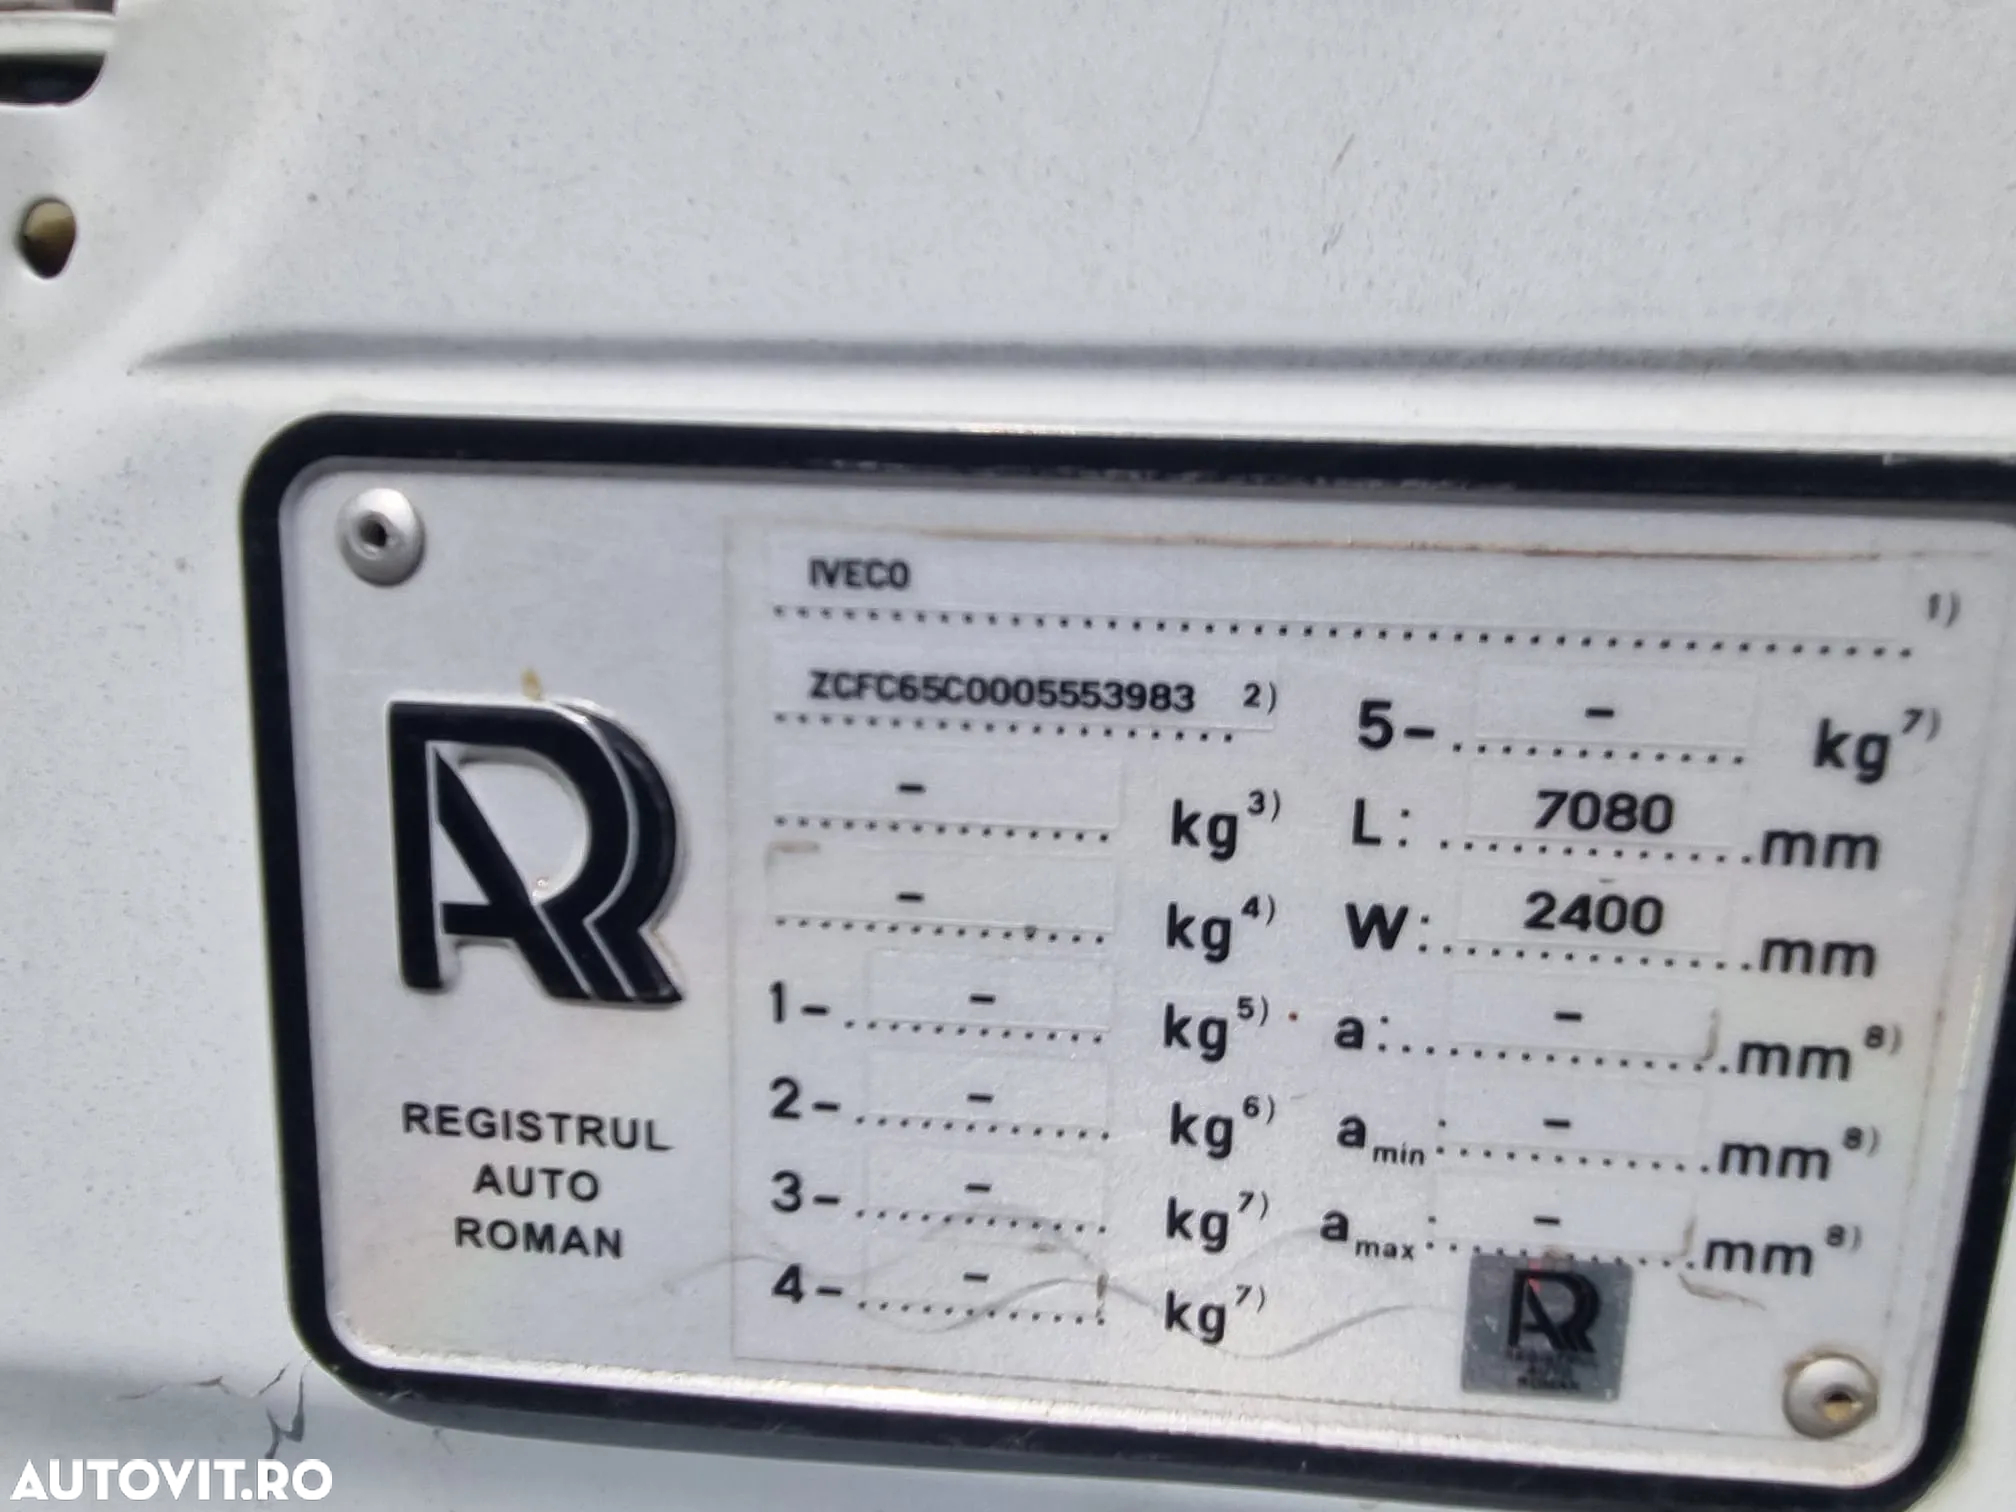 IVECO 1)
ZCFC65C0005553983 2)
5- - kg 7)
- kg 3)
L: 7080 mm
- kg 4)
W: 2400 mm
1- - kg 5)
a: - mm 8)
2- - kg 6)
a min: - mm 8)
3- - kg 7)
a max: - mm 8)
4- - kg 7)
REGISTRUL
AUTO
ROMAN
ROMAN
AUTOVIT.RO